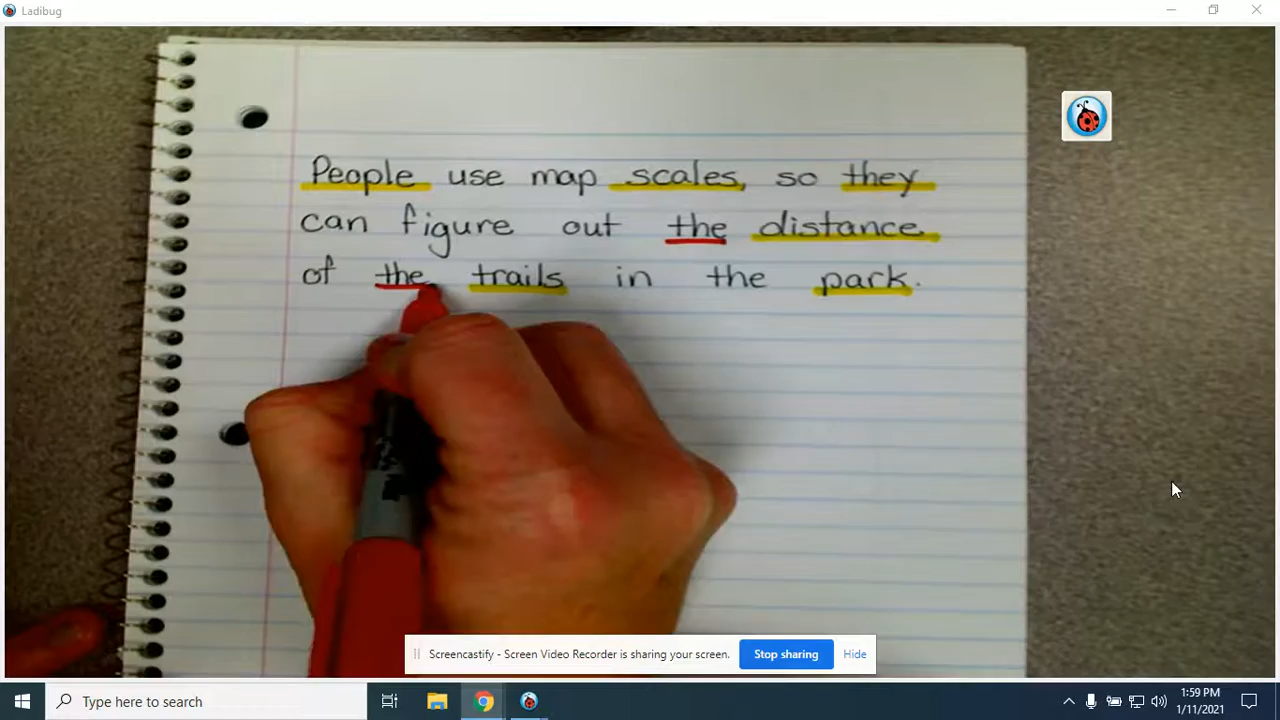 Ladibug
People use map scales, so they
can figure out the distance
of the trails in the park.
Screencastify - Screen Video Recorder is sharing your screen. Stop sharing Hide
Type here to search
1:59 PM
1/11/2021